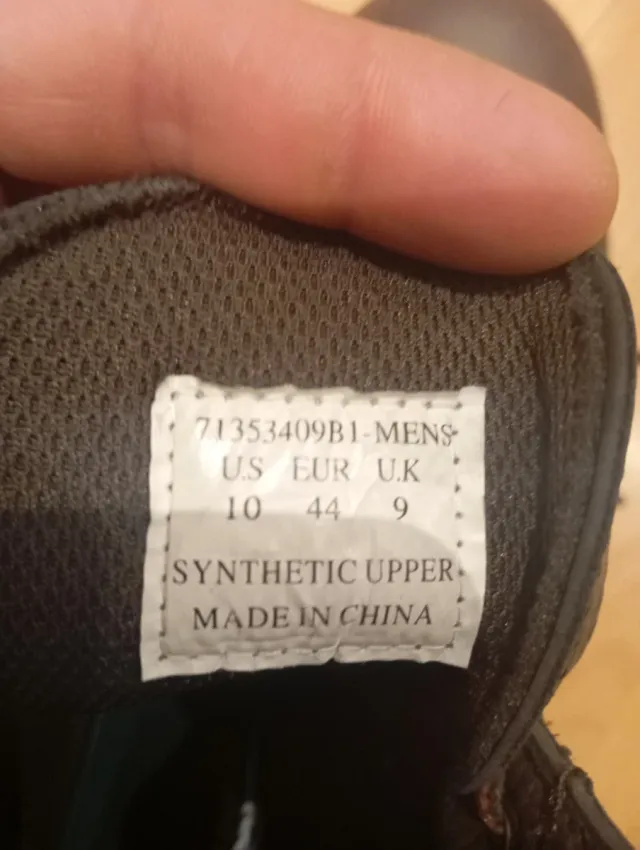 71353409B1-MENS
U.S EUR U.K
10 44 9
SYNTHETIC UPPER
MADE IN CHINA